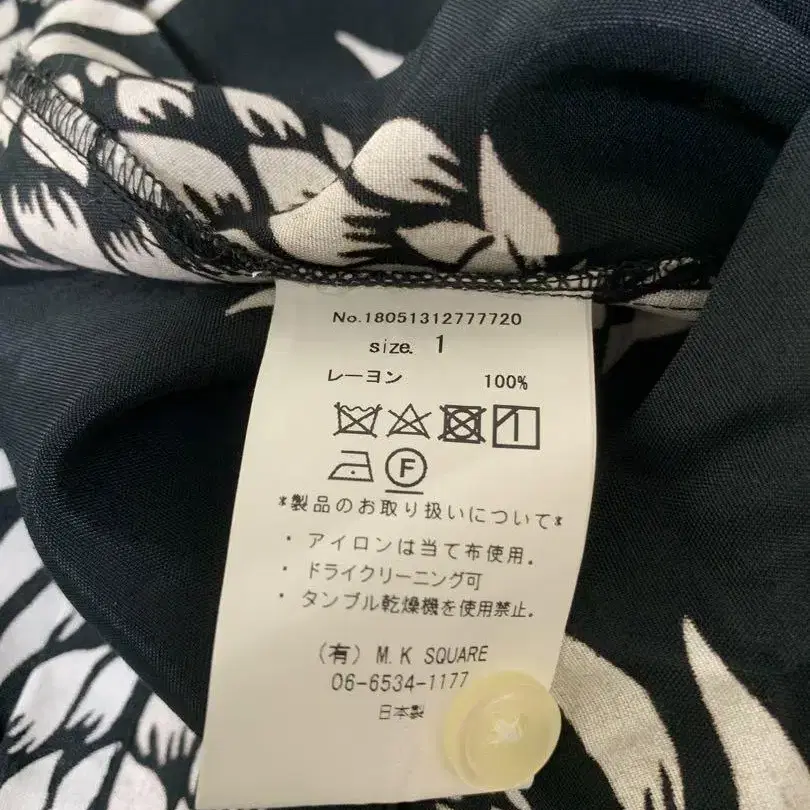 No.18051312777720
size. 1
レーヨン 100%
F
*製品のお取り扱いについて*
・アイロンは当て布使用.
・ドライクリーニング可
・タンブル乾燥機を使用禁止.
(有) M.K SQUARE
06-6534-1177
日本製